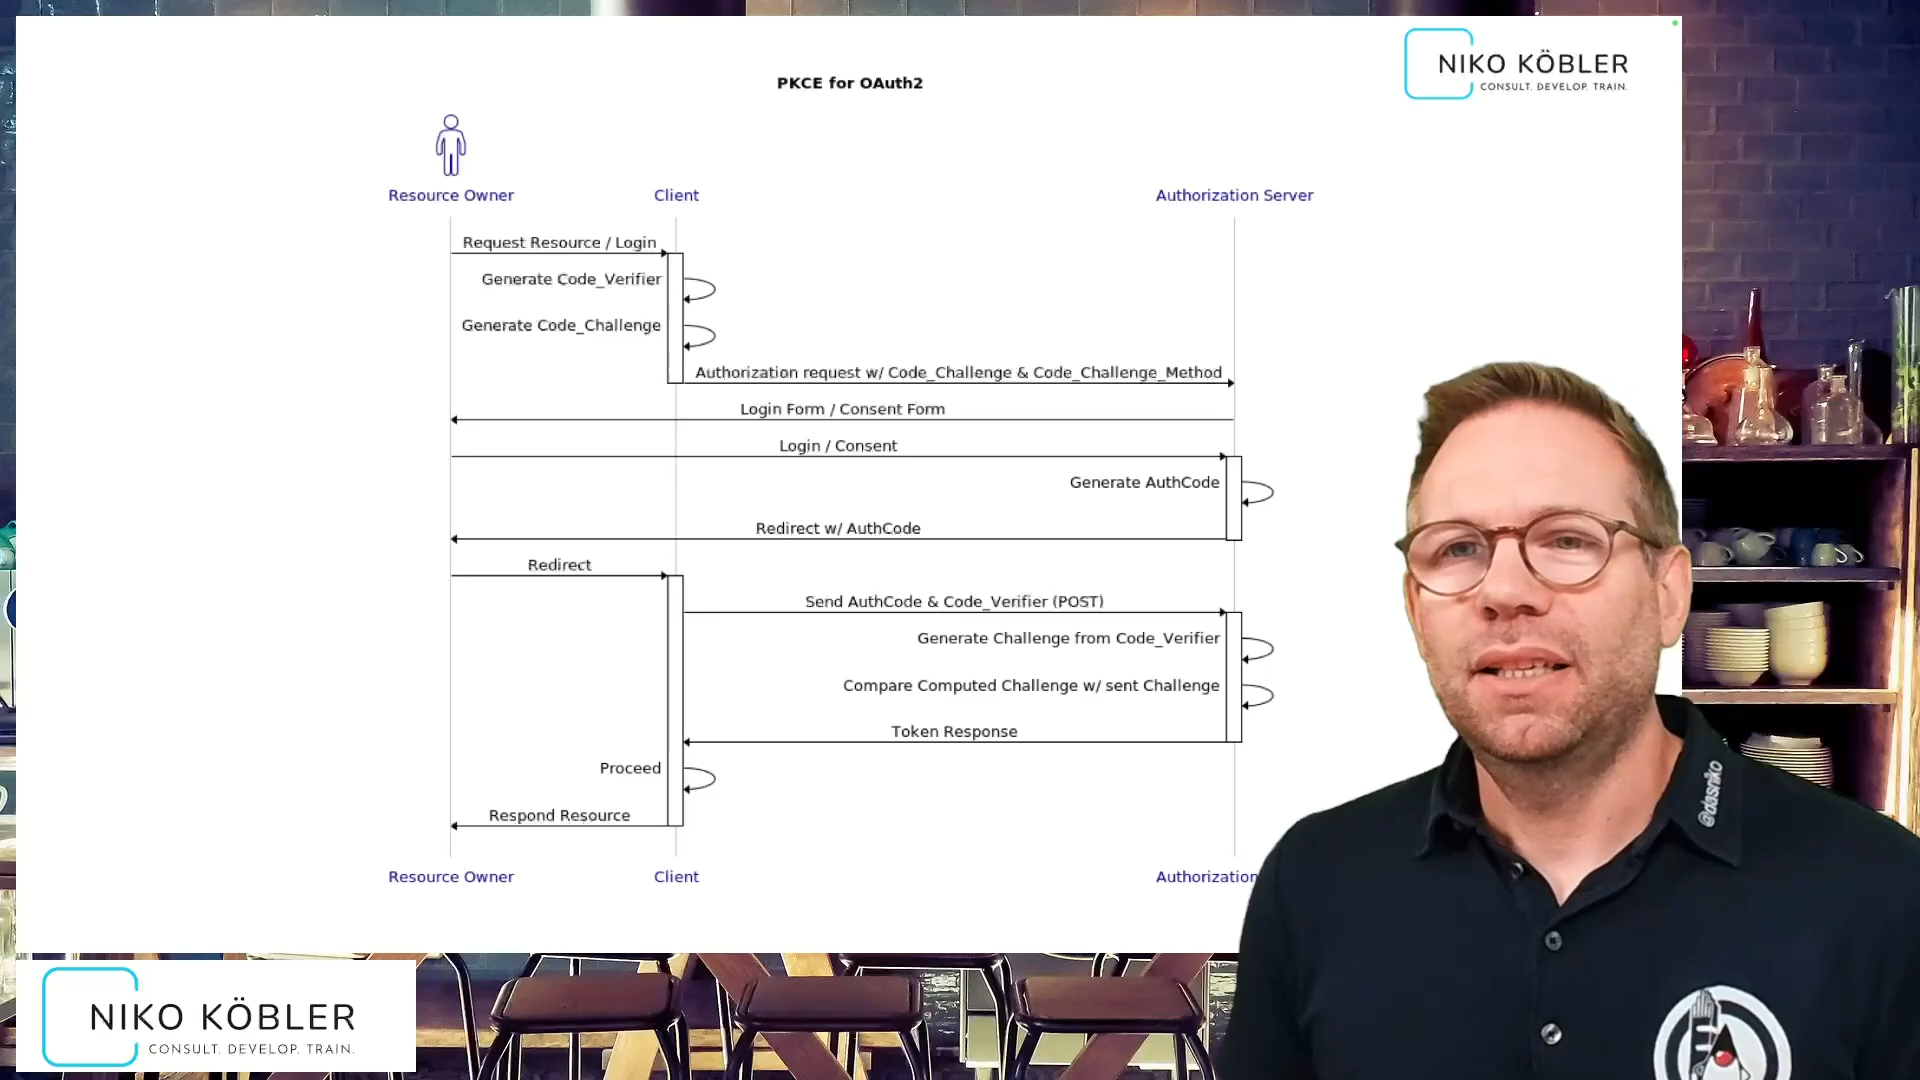 PKCE for OAuth2
NIKO KÖBLER
CONSULT. DEVELOP. TRAIN.
Resource Owner
Client
Authorization Server
Request Resource / Login
Generate Code_Verifier
Generate Code_Challenge
Authorization request w/ Code_Challenge & Code_Challenge_Method
Login Form / Consent Form
Login / Consent
Generate AuthCode
Redirect w/ AuthCode
Redirect
Send AuthCode & Code_Verifier (POST)
Generate Challenge from Code_Verifier
Compare Computed Challenge w/ sent Challenge
Token Response
Proceed
Respond Resource
Resource Owner
Client
Authorization
@dasniko
NIKO KÖBLER
CONSULT. DEVELOP. TRAIN.